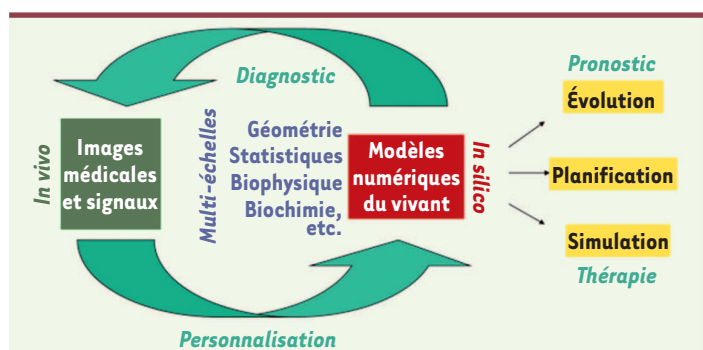 Diagnostic
In vivo
Images
médicales
et signaux
Multi-échelles
Géométrie
Statistiques
Biophysique
Biochimie,
etc.
Modèles
numériques
du vivant
In silico
Pronostic
Évolution
Planification
Simulation
Thérapie
Personnalisation